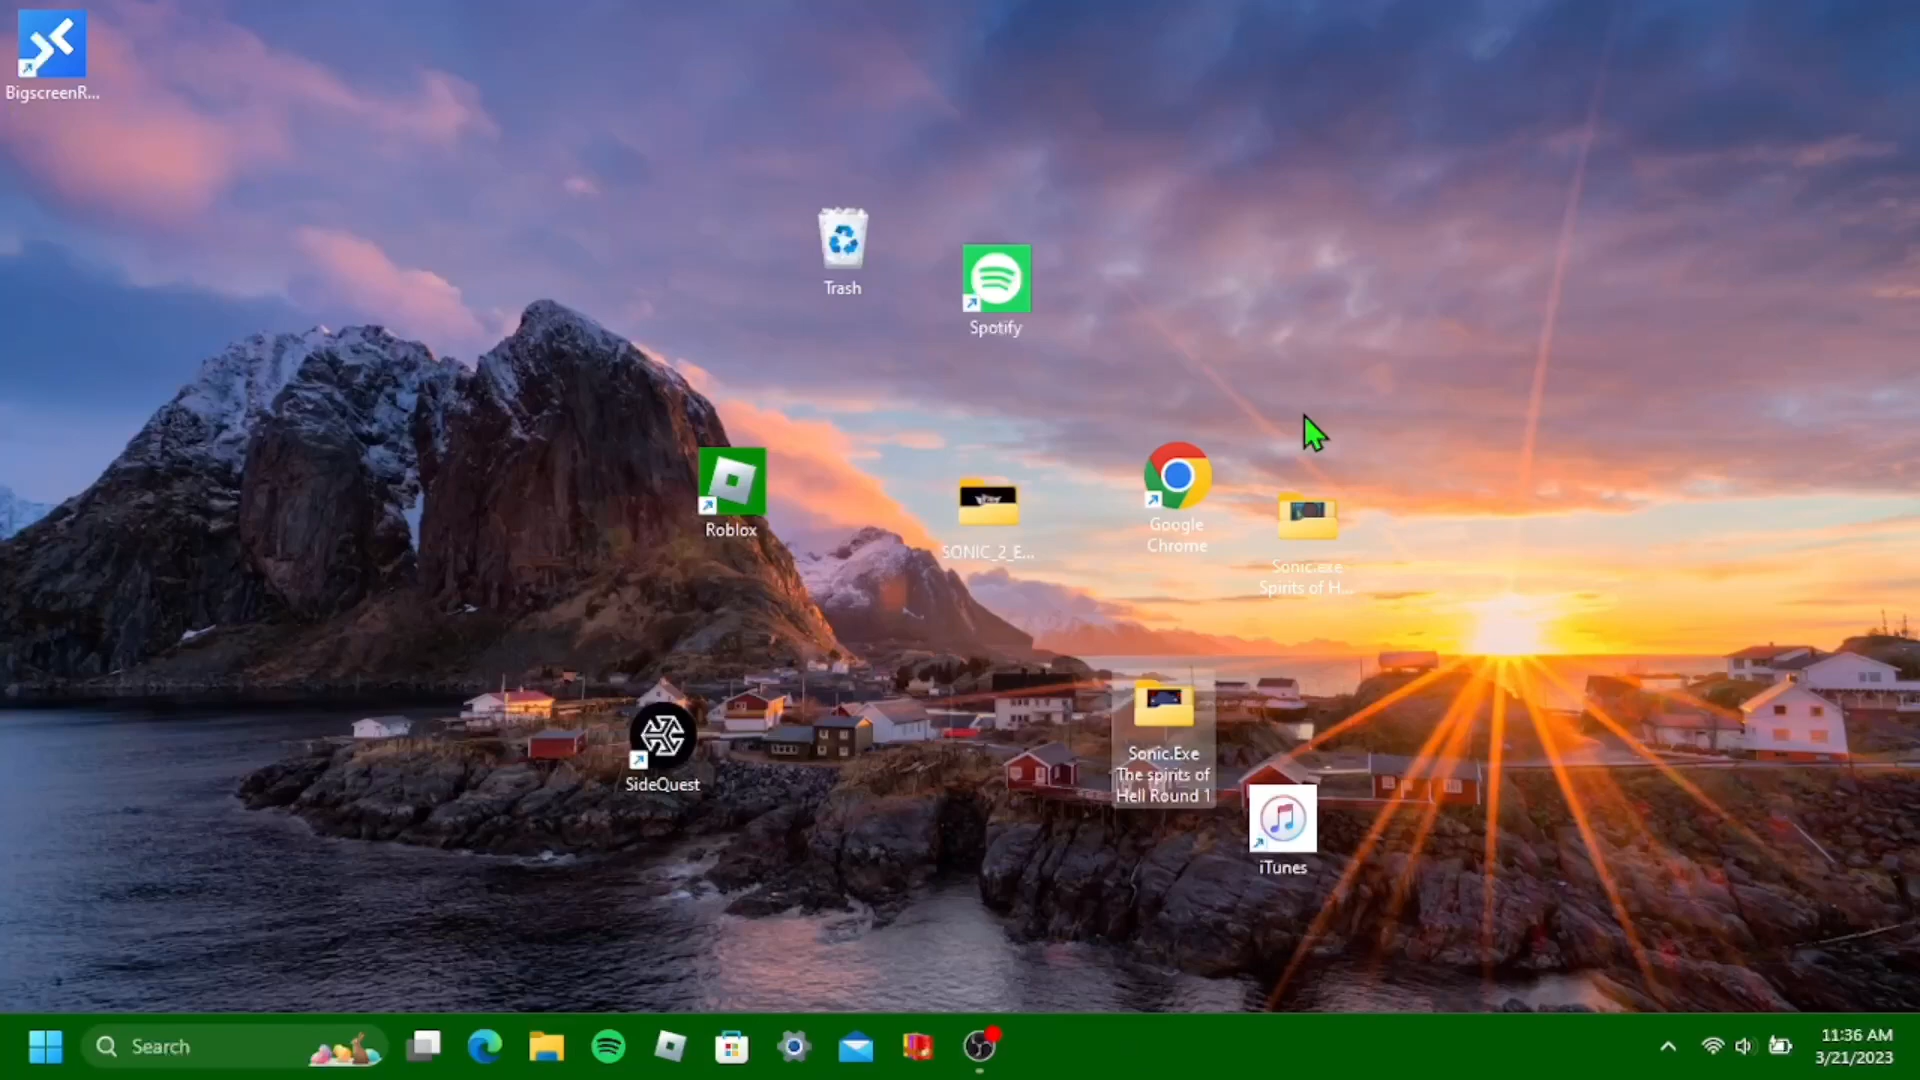 BigscreenR...
Trash
Spotify
Roblox
SONIC_2_E...
Google
Chrome
Sonic.exe
Spirits of H...
SideQuest
Sonic.Exe
The spirits of
Hell Round 1
iTunes
Search
11:36 AM
3/21/2023